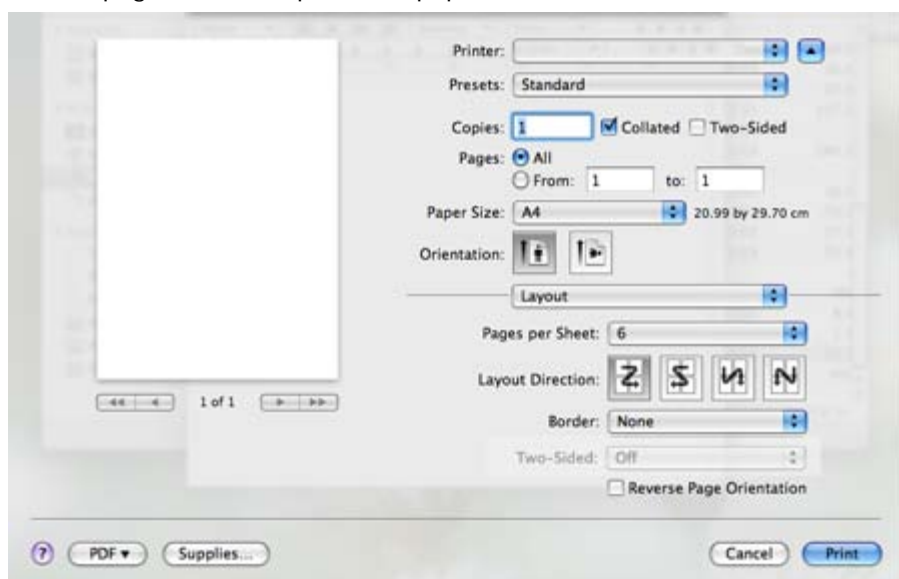 Printer:
Presets: Standard
Copies: 1 Collated Two-Sided
Pages: All
From: 1 to: 1
Paper Size: A4 20.99 by 29.70 cm
Orientation:
Layout
Pages per Sheet: 6
Layout Direction:
1 of 1
Border: None
Two-Sided: Off
Reverse Page Orientation
? PDF Supplies... Cancel Print